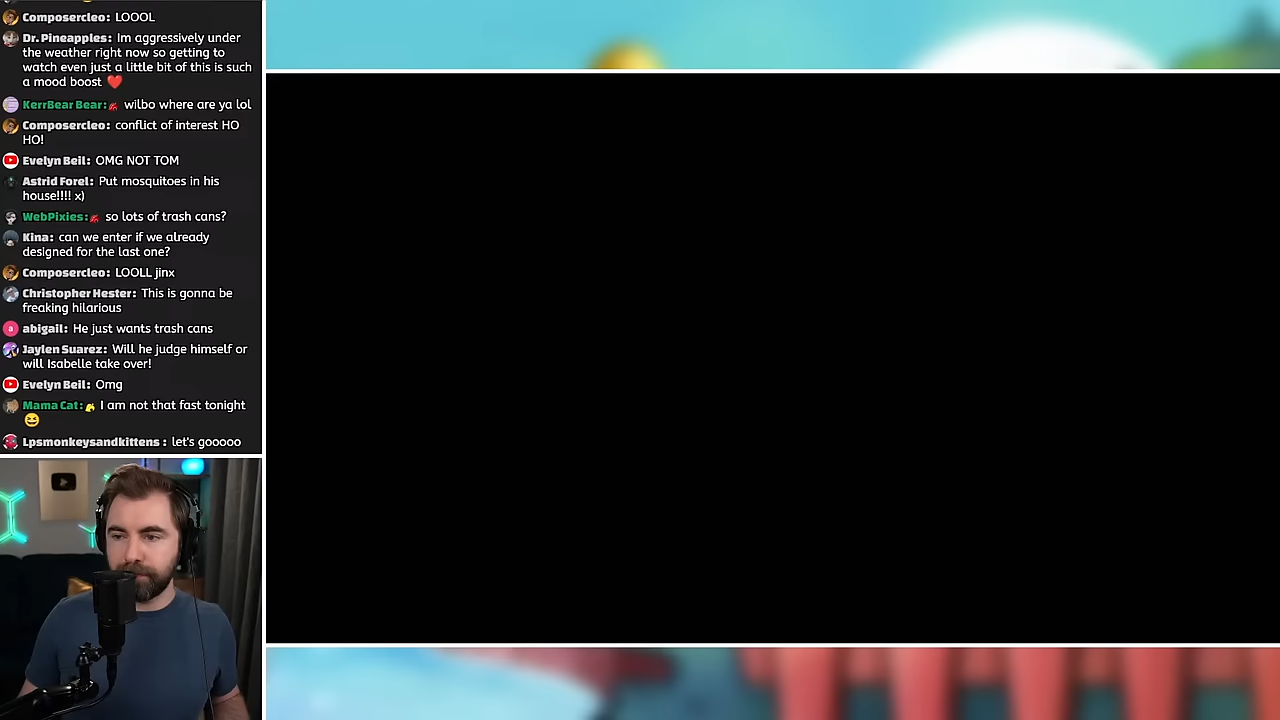 Composercleo: LOOOL
Dr. Pineapples: Im aggressively under
the weather right now so getting to
watch even just a little bit of this is such
a mood boost ❤️
KerrBear Bear: wilbo where are ya lol
Composercleo: conflict of interest HO
HO!
Evelyn Beil: OMG NOT TOM
Astrid Forel: Put mosquitoes in his
house!!!! x)
WebPixies: so lots of trash cans?
Kina: can we enter if we already
designed for the last one?
Composercleo: LOOLL jinx
Christopher Hester: This is gonna be
freaking hilarious
abigail: He just wants trash cans
Jaylen Suarez: Will he judge himself or
will Isabelle take over!
Evelyn Beil: Omg
Mama Cat: I am not that fast tonight
😆
Lpsmonkeysandkittens : let's gooooo